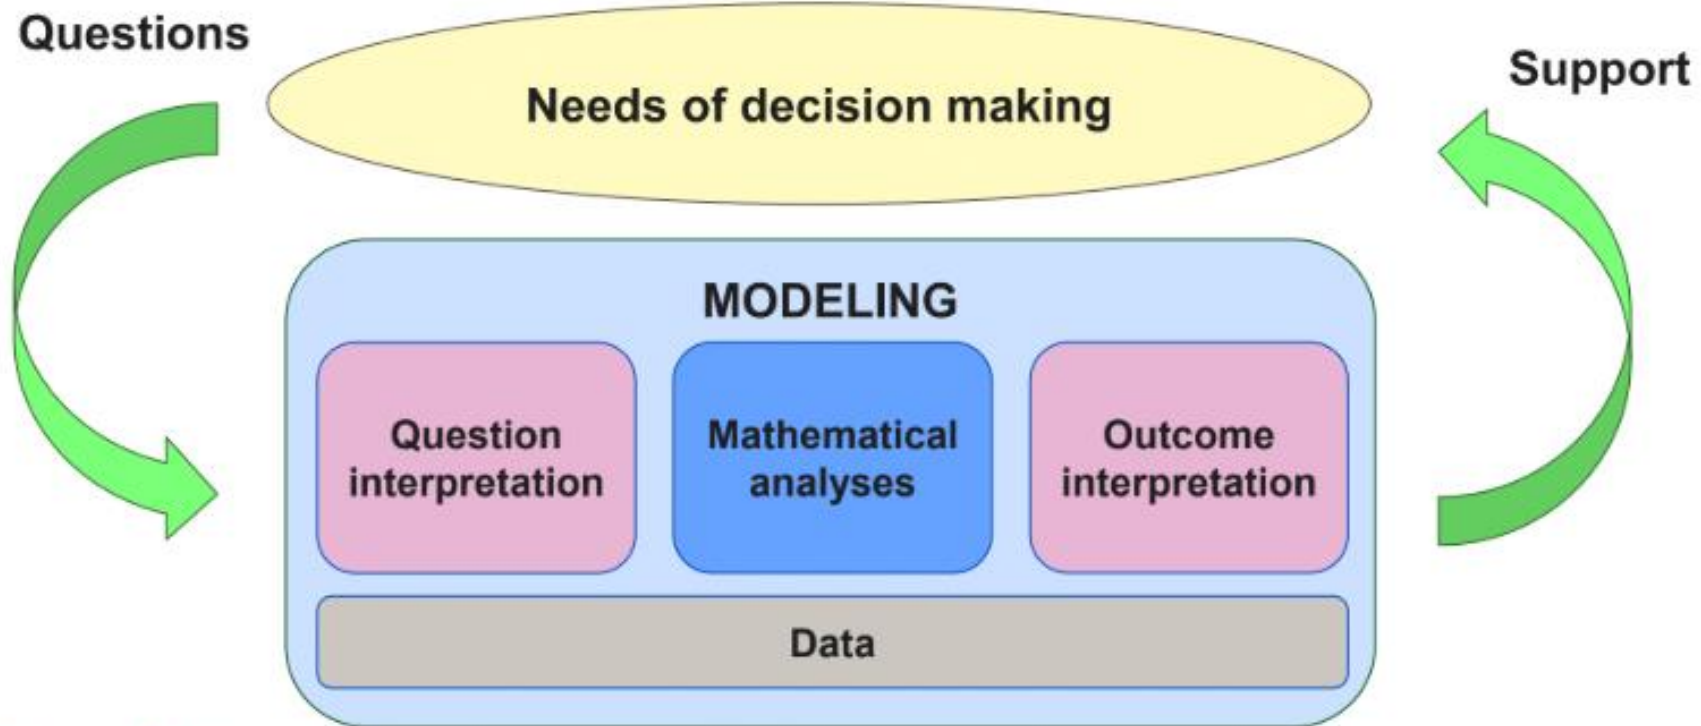 Questions
Support
Needs of decision making
MODELING
Question
interpretation
Mathematical
analyses
Outcome
interpretation
Data